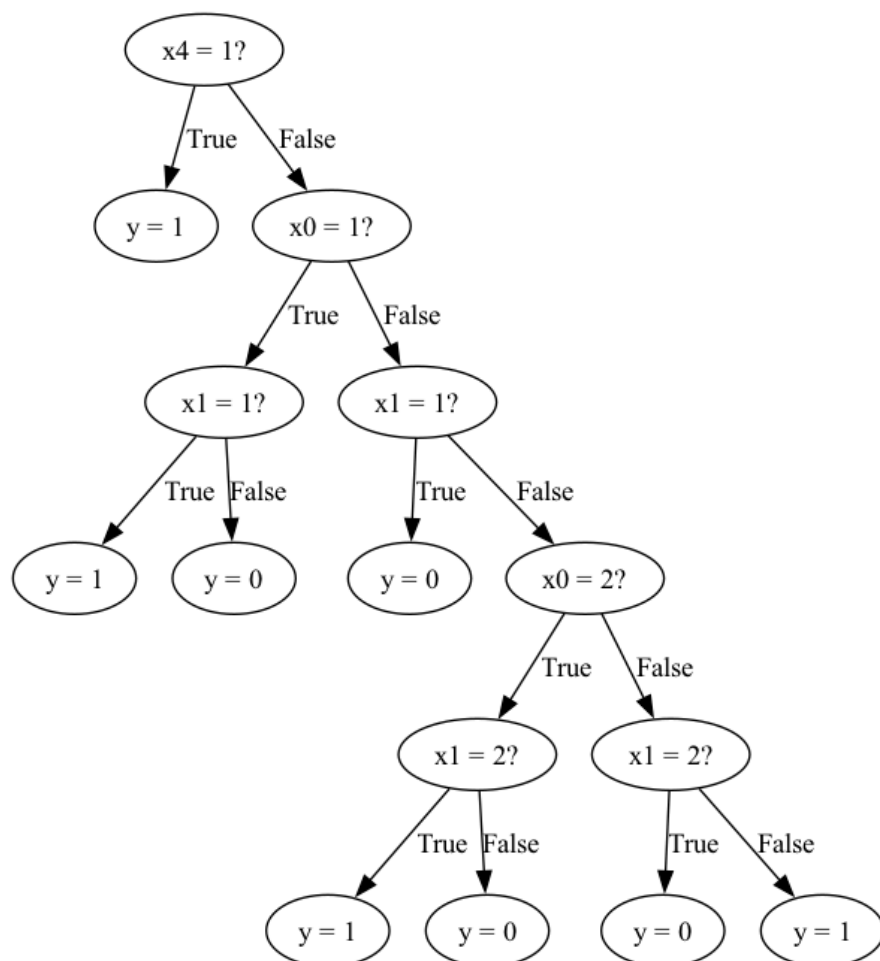 x4 = 1?
True
False
y = 1
x0 = 1?
True
False
x1 = 1?
x1 = 1?
True
False
True
False
y = 1
y = 0
y = 0
x0 = 2?
True
False
x1 = 2?
x1 = 2?
True
False
True
False
y = 1
y = 0
y = 0
y = 1